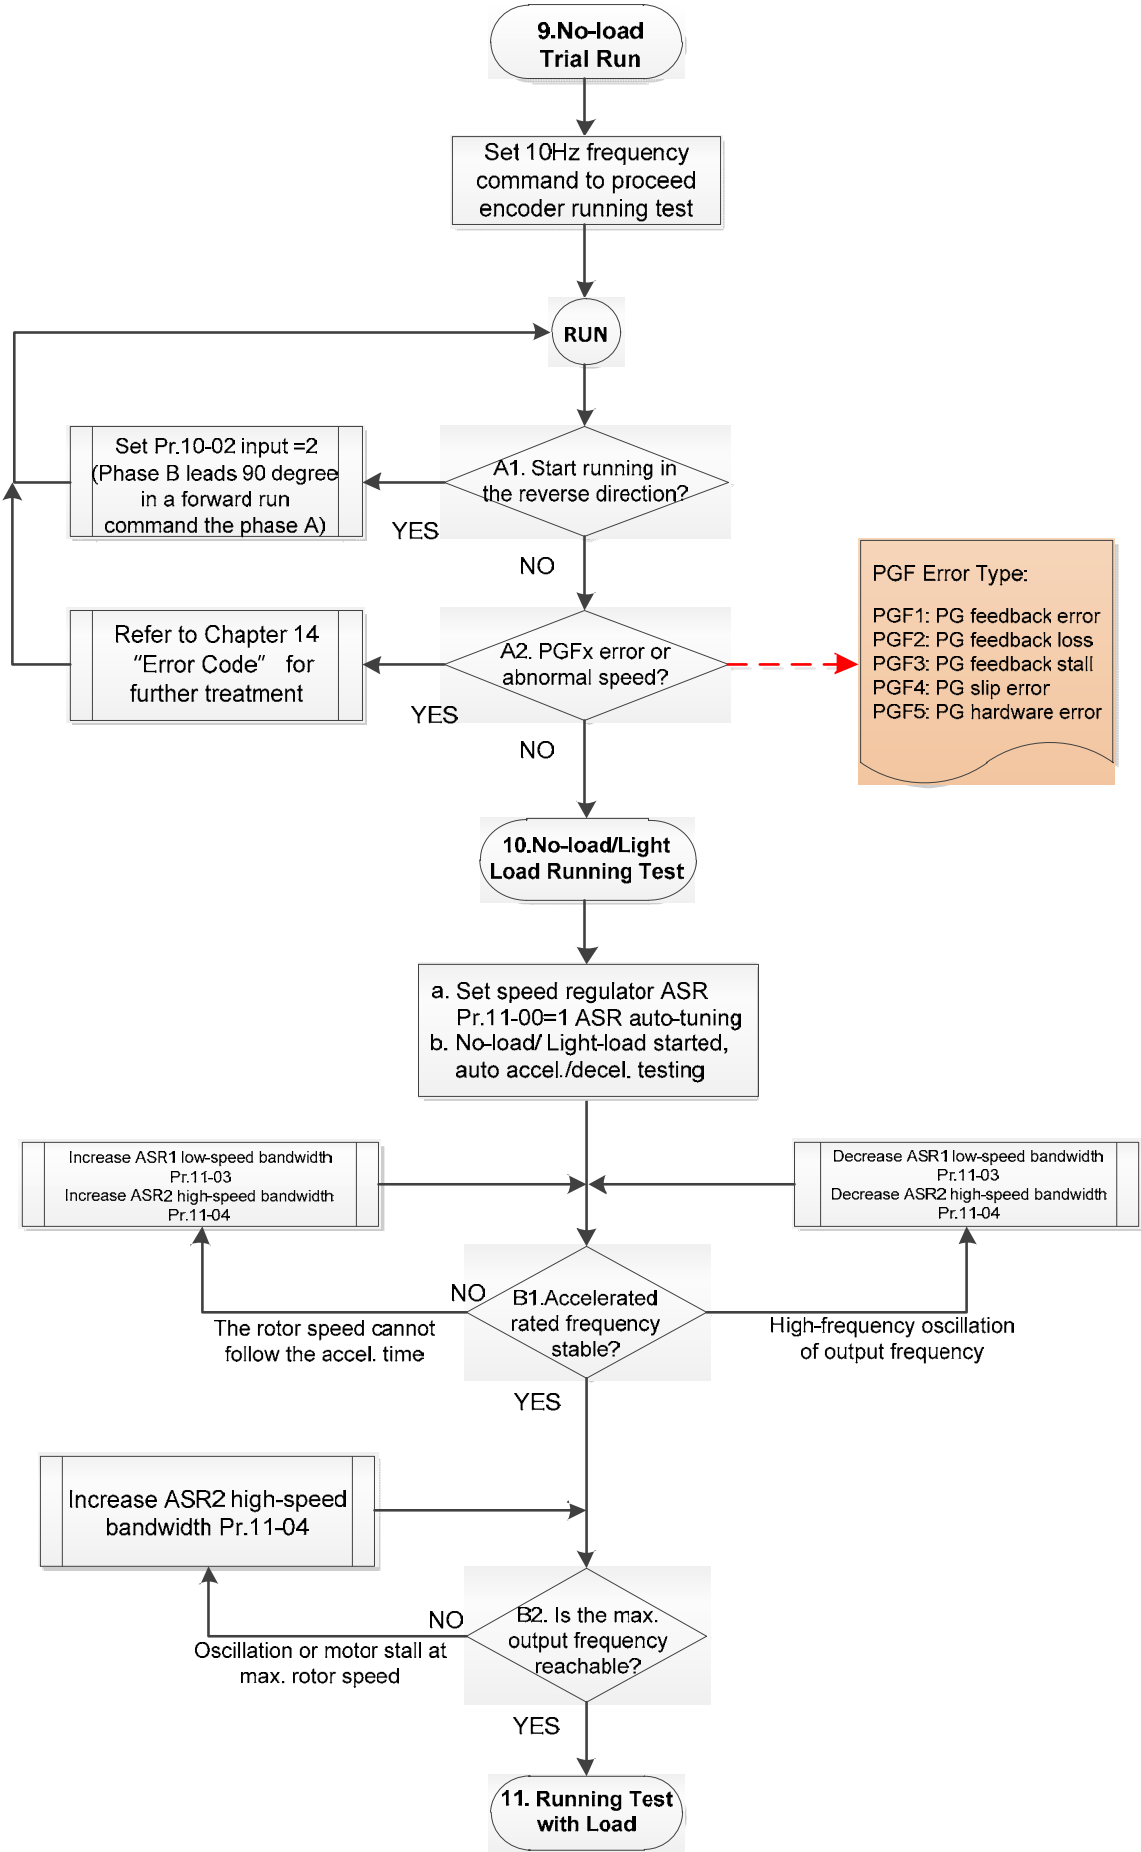 9.No-load
Trial Run
Set 10Hz frequency
command to proceed
encoder running test
RUN
Set Pr.10-02 input =2
(Phase B leads 90 degree
in a forward run
command the phase A)
A1. Start running in
the reverse direction?
YES
NO
PGF Error Type:
PGF1: PG feedback error
PGF2: PG feedback loss
PGF3: PG feedback stall
PGF4: PG slip error
PGF5: PG hardware error
Refer to Chapter 14
“Error Code” for
further treatment
A2. PGFx error or
abnormal speed?
YES
NO
10.No-load/Light
Load Running Test
a. Set speed regulator ASR
Pr.11-00=1 ASR auto-tuning
b. No-load/ Light-load started,
auto accel./decel. testing
Increase ASR1 low-speed bandwidth
Pr.11-03
Increase ASR2 high-speed bandwidth
Pr.11-04
Decrease ASR1 low-speed bandwidth
Pr.11-03
Decrease ASR2 high-speed bandwidth
Pr.11-04
NO
B1.Accelerated
rated frequency
stable?
The rotor speed cannot
follow the accel. time
High-frequency oscillation
of output frequency
YES
Increase ASR2 high-speed
bandwidth Pr.11-04
NO
B2. Is the max.
output frequency
reachable?
Oscillation or motor stall at
max. rotor speed
YES
11. Running Test
with Load